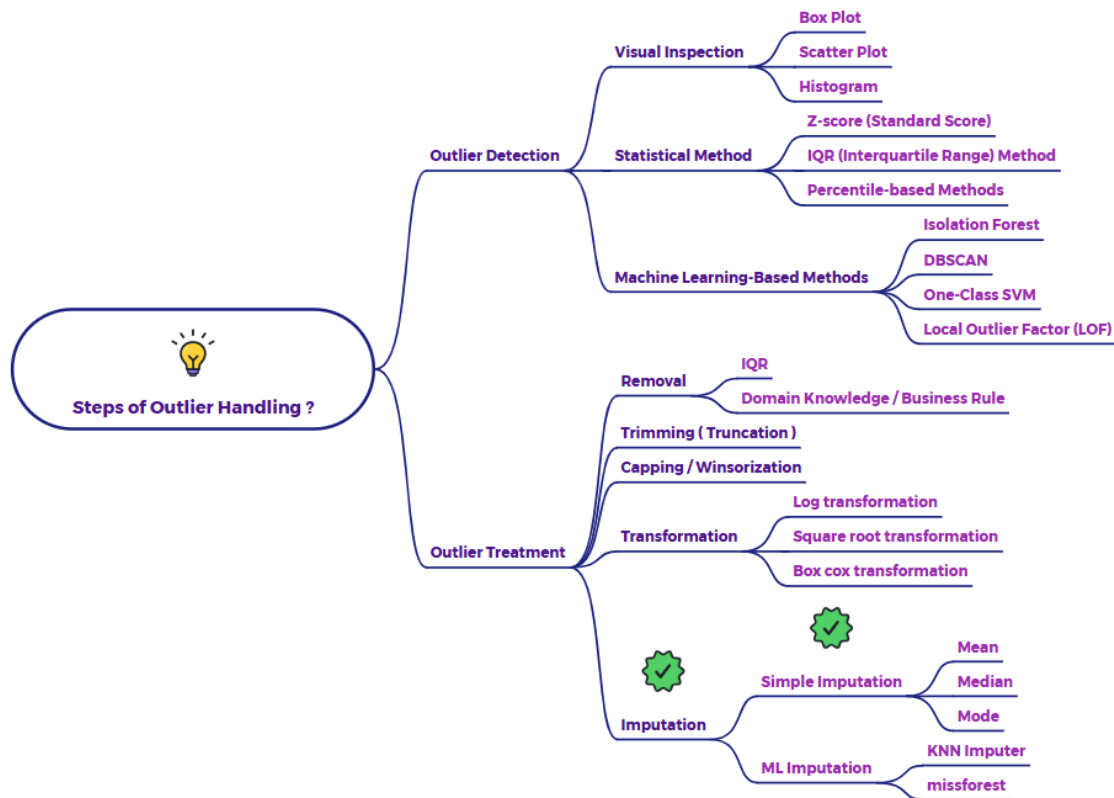 Steps of Outlier Handling ?
Outlier Detection
Visual Inspection
Box Plot
Scatter Plot
Histogram
Statistical Method
Z-score (Standard Score)
IQR (Interquartile Range) Method
Percentile-based Methods
Machine Learning-Based Methods
Isolation Forest
DBSCAN
One-Class SVM
Local Outlier Factor (LOF)
Outlier Treatment
Removal
IQR
Domain Knowledge / Business Rule
Trimming ( Truncation )
Capping / Winsorization
Transformation
Log transformation
Square root transformation
Box cox transformation
Imputation
Simple Imputation
Mean
Median
Mode
ML Imputation
KNN Imputer
missforest